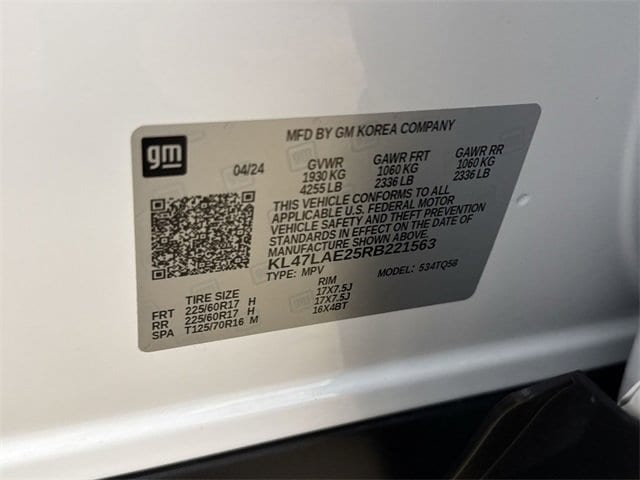 gm
MFD BY GM KOREA COMPANY
04/24 GVWR GAWR FRT GAWR RR
1930 KG 1060 KG 1060 KG
4255 LB 2336 LB 2336 LB
THIS VEHICLE CONFORMS TO ALL
APPLICABLE U.S. FEDERAL MOTOR
VEHICLE SAFETY AND THEFT PREVENTION
STANDARDS IN EFFECT ON THE DATE OF
MANUFACTURE SHOWN ABOVE.
KL47LAE25RB221563
TYPE: MPV MODEL: 534TQ58
TIRE SIZE RIM
FRT 225/60R17 H 17X7.5J
RR 225/60R17 H 17X7.5J
SPA T125/70R16 M 16X4BT